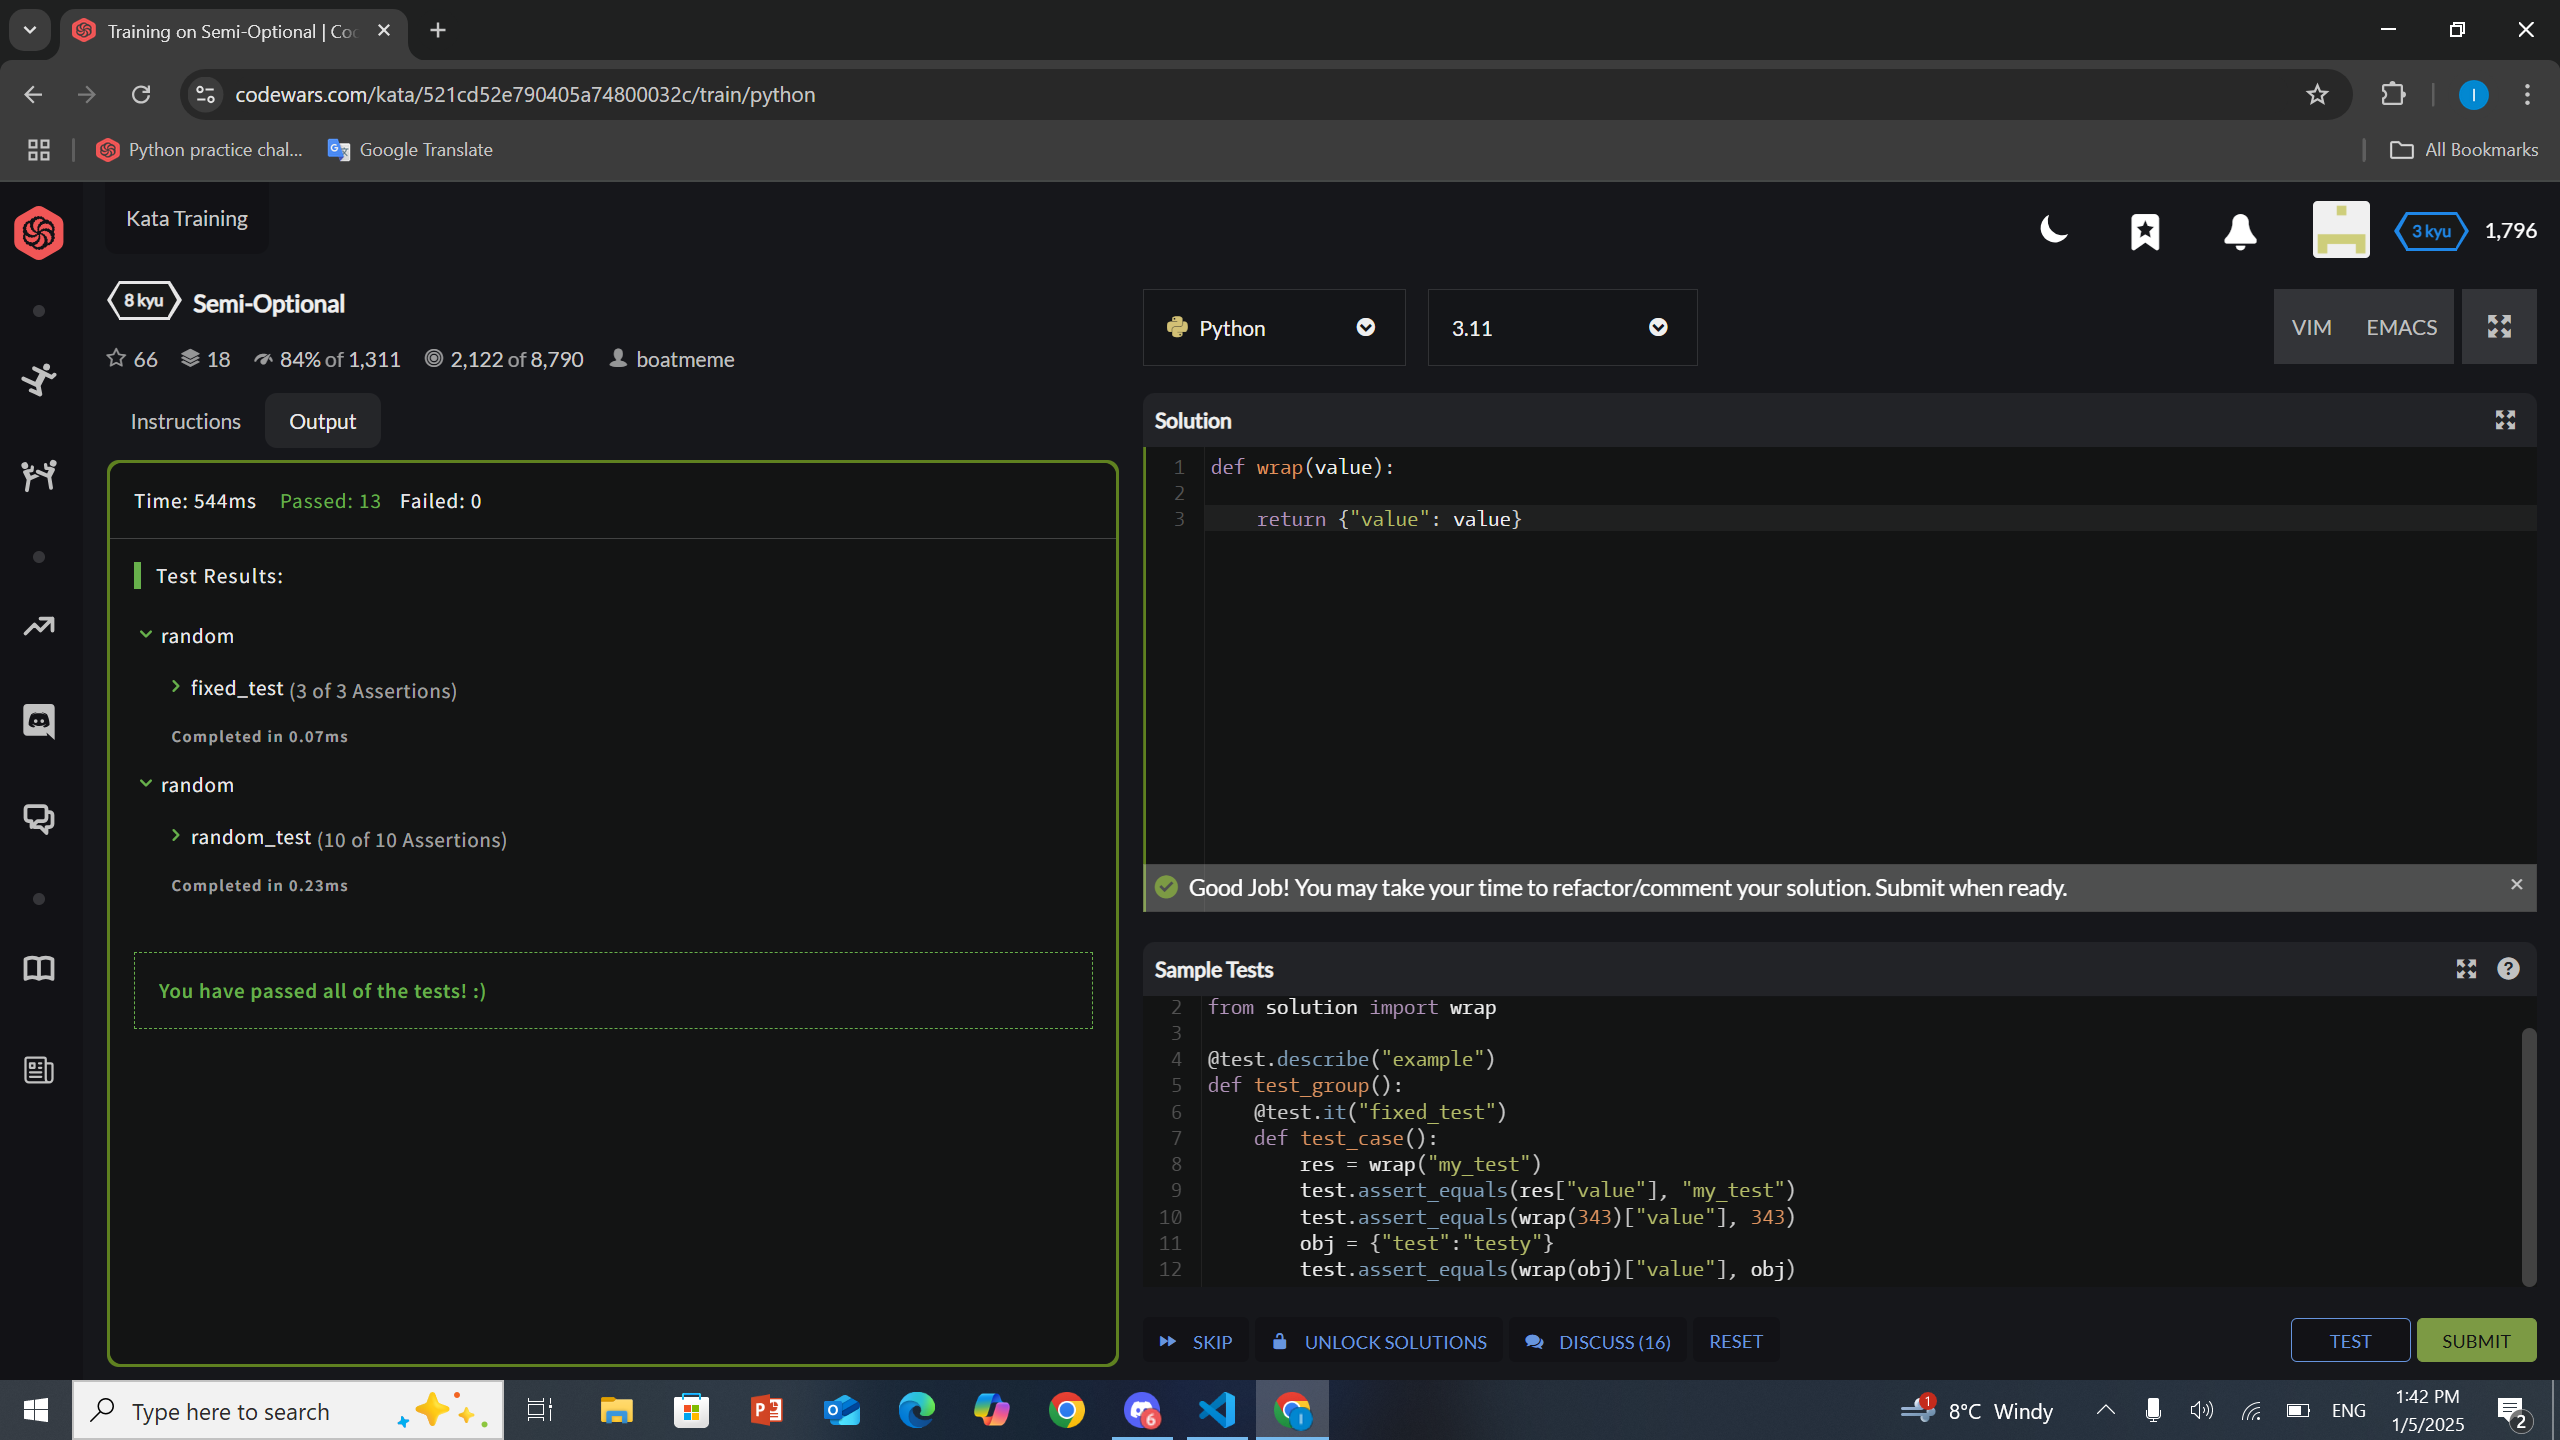 Training on Semi-Optional | Co
codewars.com/kata/521cd52e790405a74800032c/train/python
Python practice chal...
Google Translate
All Bookmarks
Kata Training
3 kyu
1,796
8 kyu
Semi-Optional
66
18
84% of 1,311
2,122 of 8,790
boatmeme
Python
3.11
VIM
EMACS
Instructions
Output
Time: 544ms
Passed: 13
Failed: 0
Test Results:
random
fixed_test (3 of 3 Assertions)
Completed in 0.07ms
random
random_test (10 of 10 Assertions)
Completed in 0.23ms
You have passed all of the tests! :)
Solution
1 def wrap(value):
2
3     return {"value": value}
Good Job! You may take your time to refactor/comment your solution. Submit when ready.
Sample Tests
2 from solution import wrap
3
4 @test.describe("example")
5 def test_group():
6     @test.it("fixed_test")
7     def test_case():
8         res = wrap("my_test")
9         test.assert_equals(res["value"], "my_test")
10         test.assert_equals(wrap(343)["value"], 343)
11         obj = {"test":"testy"}
12         test.assert_equals(wrap(obj)["value"], obj)
SKIP
UNLOCK SOLUTIONS
DISCUSS (16)
RESET
TEST
SUBMIT
Type here to search
6
1
8°C Windy
ENG
1:42 PM
1/5/2025
2